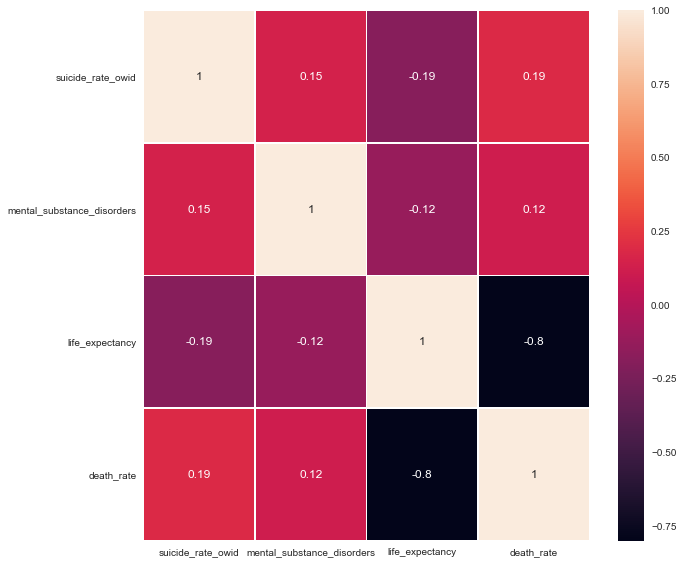 suicide_rate_owid
1 0.15 -0.19 0.19
mental_substance_disorders
0.15 1 -0.12 0.12
life_expectancy
-0.19 -0.12 1 -0.8
death_rate
0.19 0.12 -0.8 1
suicide_rate_owid mental_substance_disorders life_expectancy death_rate
1.00
0.75
0.50
0.25
0.00
−0.25
−0.50
−0.75